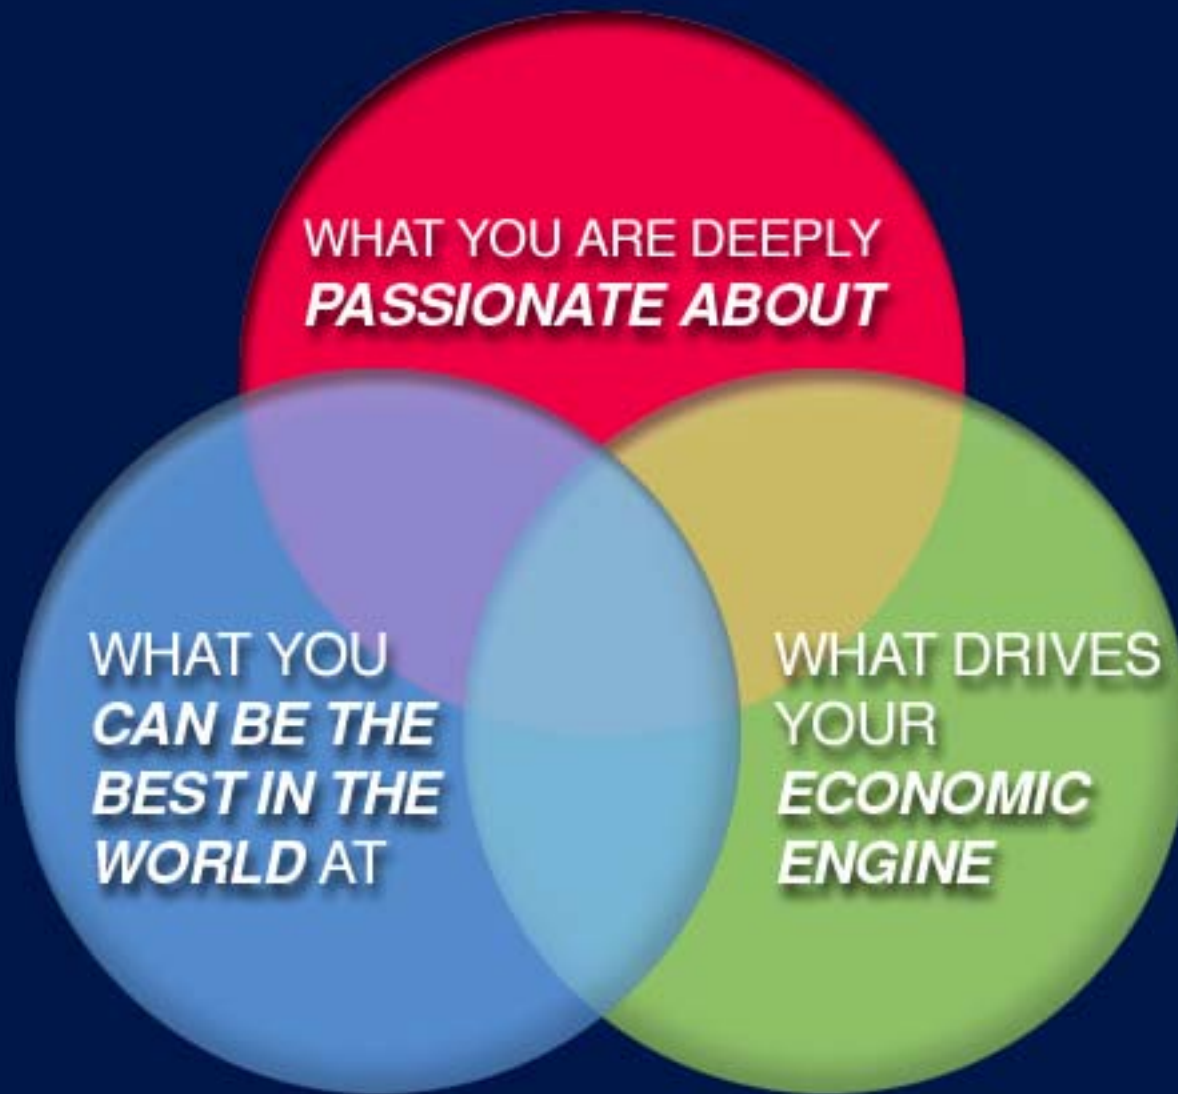 WHAT YOU ARE DEEPLY
PASSIONATE ABOUT
WHAT YOU
CAN BE THE
BEST IN THE
WORLD AT
WHAT DRIVES
YOUR
ECONOMIC
ENGINE